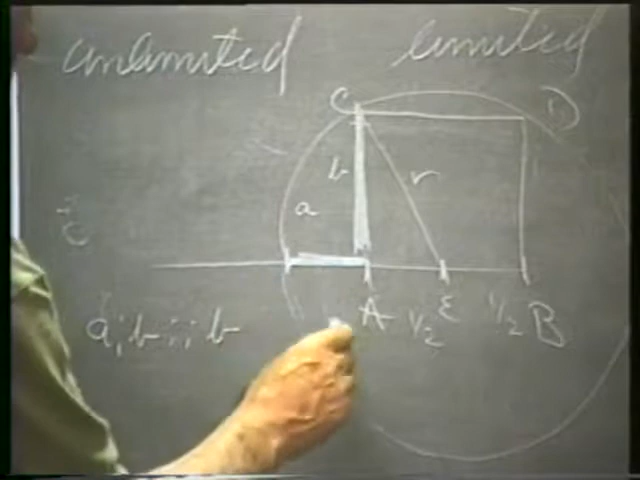 unlimited limited
C D
b r
a
c
A 1/2 E 1/2 B
a : b :: b